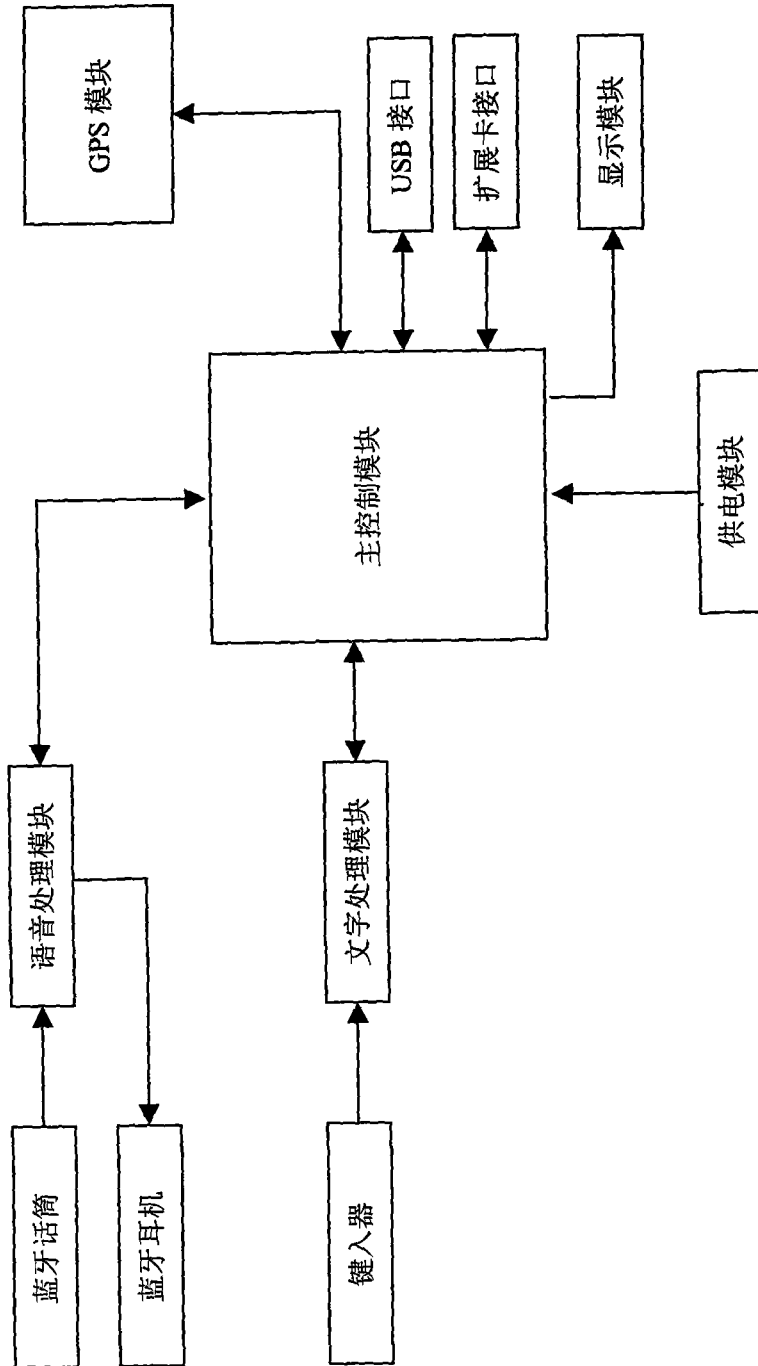 蓝牙话筒
语音处理模块
GPS 模块
蓝牙耳机
主控制模块
USB 接口
键入器
文字处理模块
扩展卡接口
显示模块
供电模块